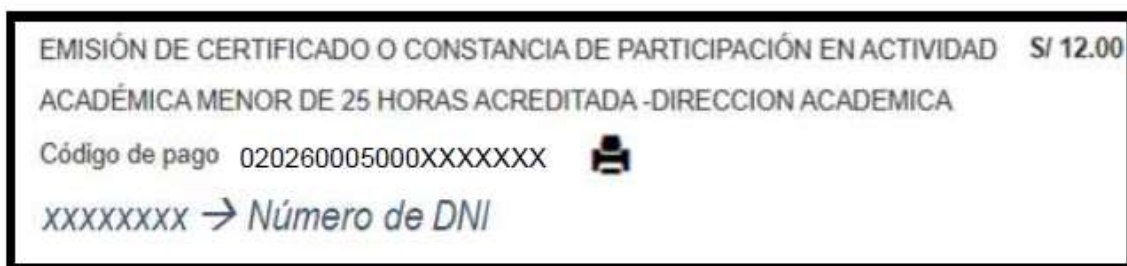 EMISIÓN DE CERTIFICADO O CONSTANCIA DE PARTICIPACIÓN EN ACTIVIDAD S/ 12.00
ACADÉMICA MENOR DE 25 HORAS ACREDITADA -DIRECCION ACADEMICA
Código de pago 020260005000XXXXXXX
xxxxxxxx → Número de DNI